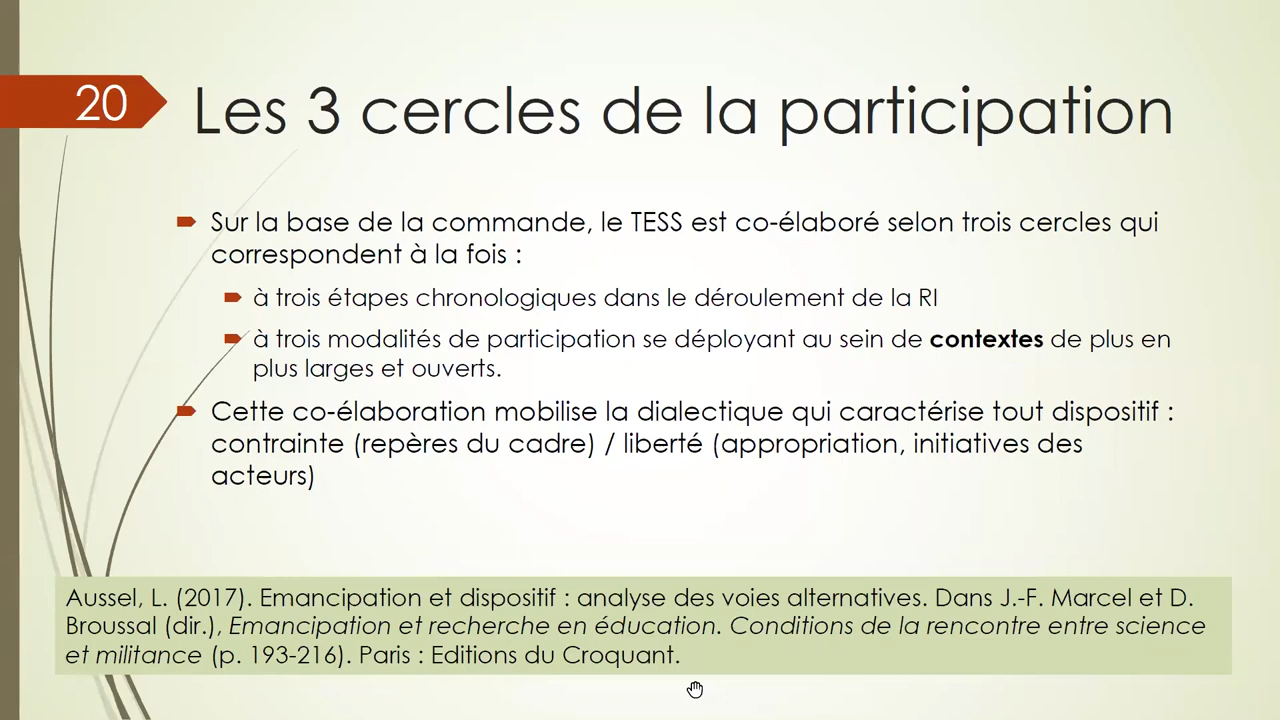 20
Les 3 cercles de la participation
Sur la base de la commande, le TESS est co-élaboré selon trois cercles qui
correspondent à la fois :
à trois étapes chronologiques dans le déroulement de la RI
à trois modalités de participation se déployant au sein de contextes de plus en
plus larges et ouverts.
Cette co-élaboration mobilise la dialectique qui caractérise tout dispositif :
contrainte (repères du cadre) / liberté (appropriation, initiatives des
acteurs)
Aussel, L. (2017). Emancipation et dispositif : analyse des voies alternatives. Dans J.-F. Marcel et D.
Broussal (dir.), Emancipation et recherche en éducation. Conditions de la rencontre entre science
et militance (p. 193-216). Paris : Editions du Croquant.